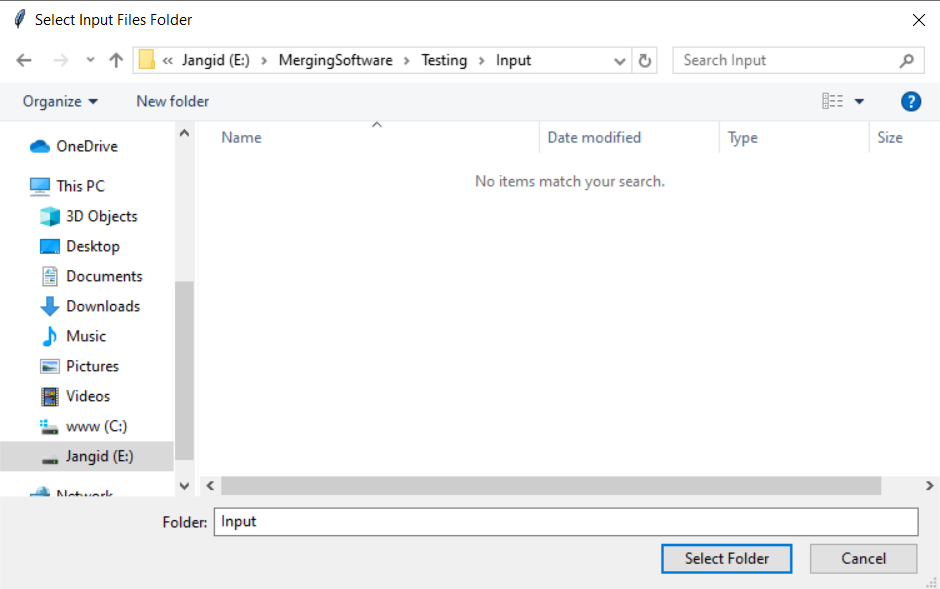 Select Input Files Folder
« Jangid (E:) › MergingSoftware › Testing › Input
Search Input
Organize
New folder
Name
Date modified
Type
Size
No items match your search.
OneDrive
This PC
3D Objects
Desktop
Documents
Downloads
Music
Pictures
Videos
www (C:)
Jangid (E:)
Network
Folder:
Input
Select Folder
Cancel